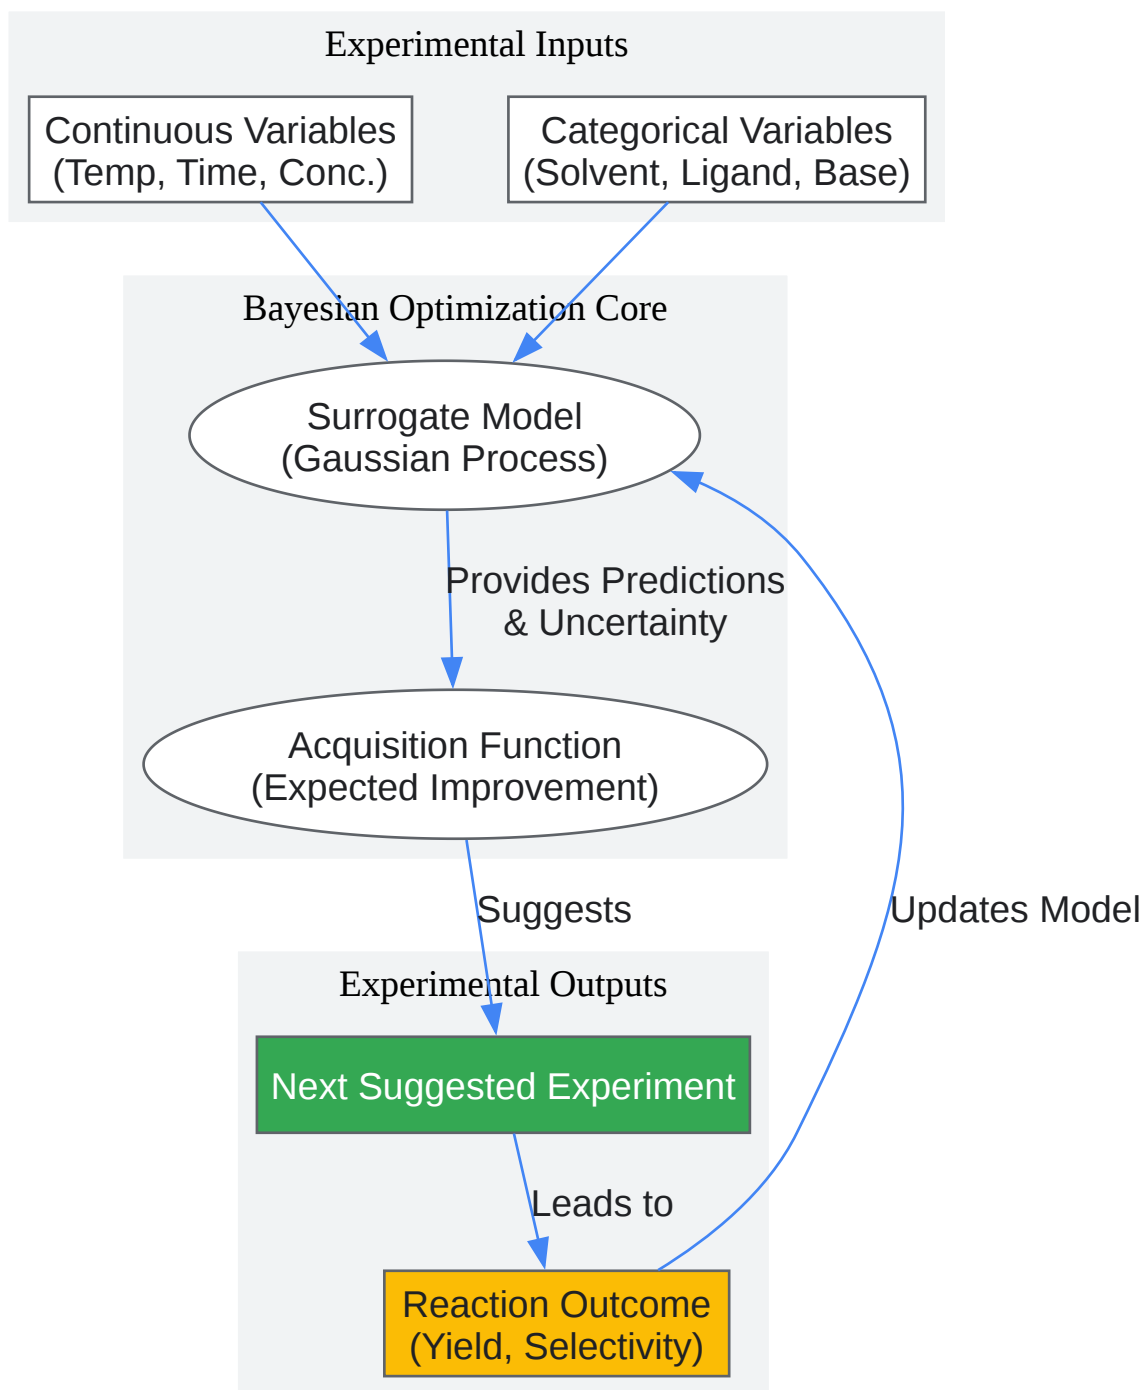 Experimental Inputs
Continuous Variables
(Temp, Time, Conc.)
Categorical Variables
(Solvent, Ligand, Base)
Bayesian Optimization Core
Surrogate Model
(Gaussian Process)
Provides Predictions
& Uncertainty
Acquisition Function
(Expected Improvement)
Suggests
Updates Model
Experimental Outputs
Next Suggested Experiment
Leads to
Reaction Outcome
(Yield, Selectivity)